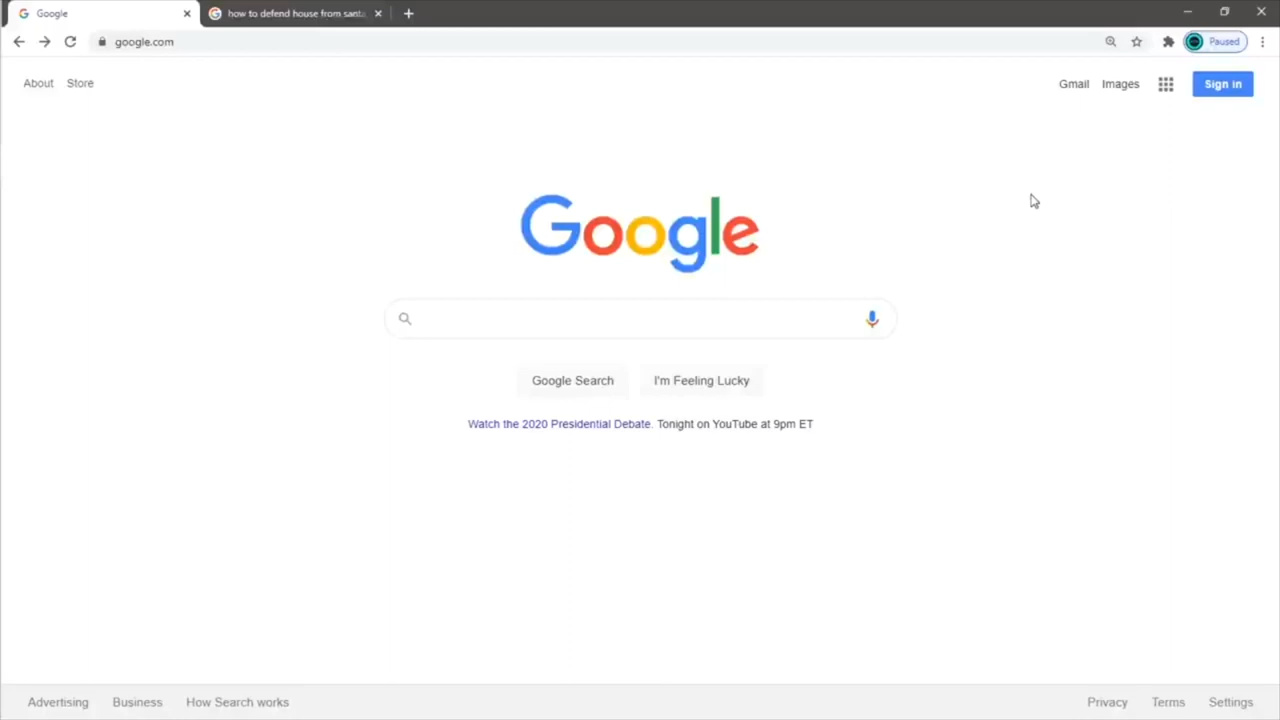 Google
how to defend house from santa
google.com
Paused
About Store
Gmail Images Sign in
Google
Google Search I'm Feeling Lucky
Watch the 2020 Presidential Debate. Tonight on YouTube at 9pm ET
Advertising Business How Search works
Privacy Terms Settings